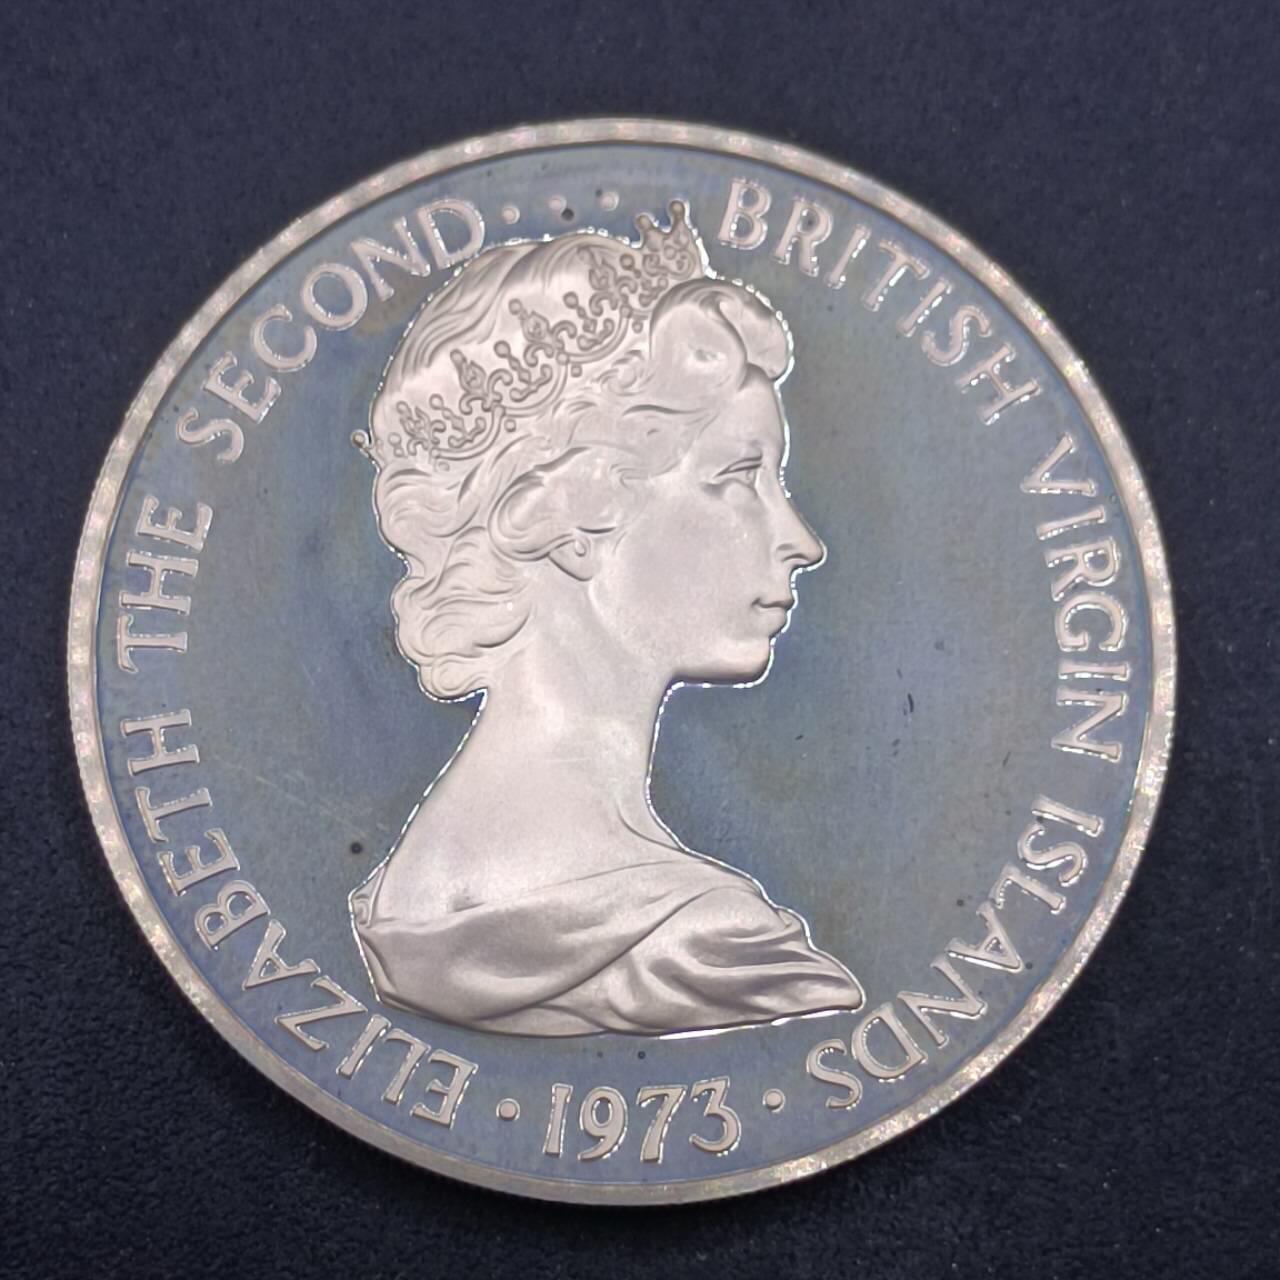 ELIZABETH THE SECOND... BRITISH VIRGIN ISLANDS
· 1973 ·